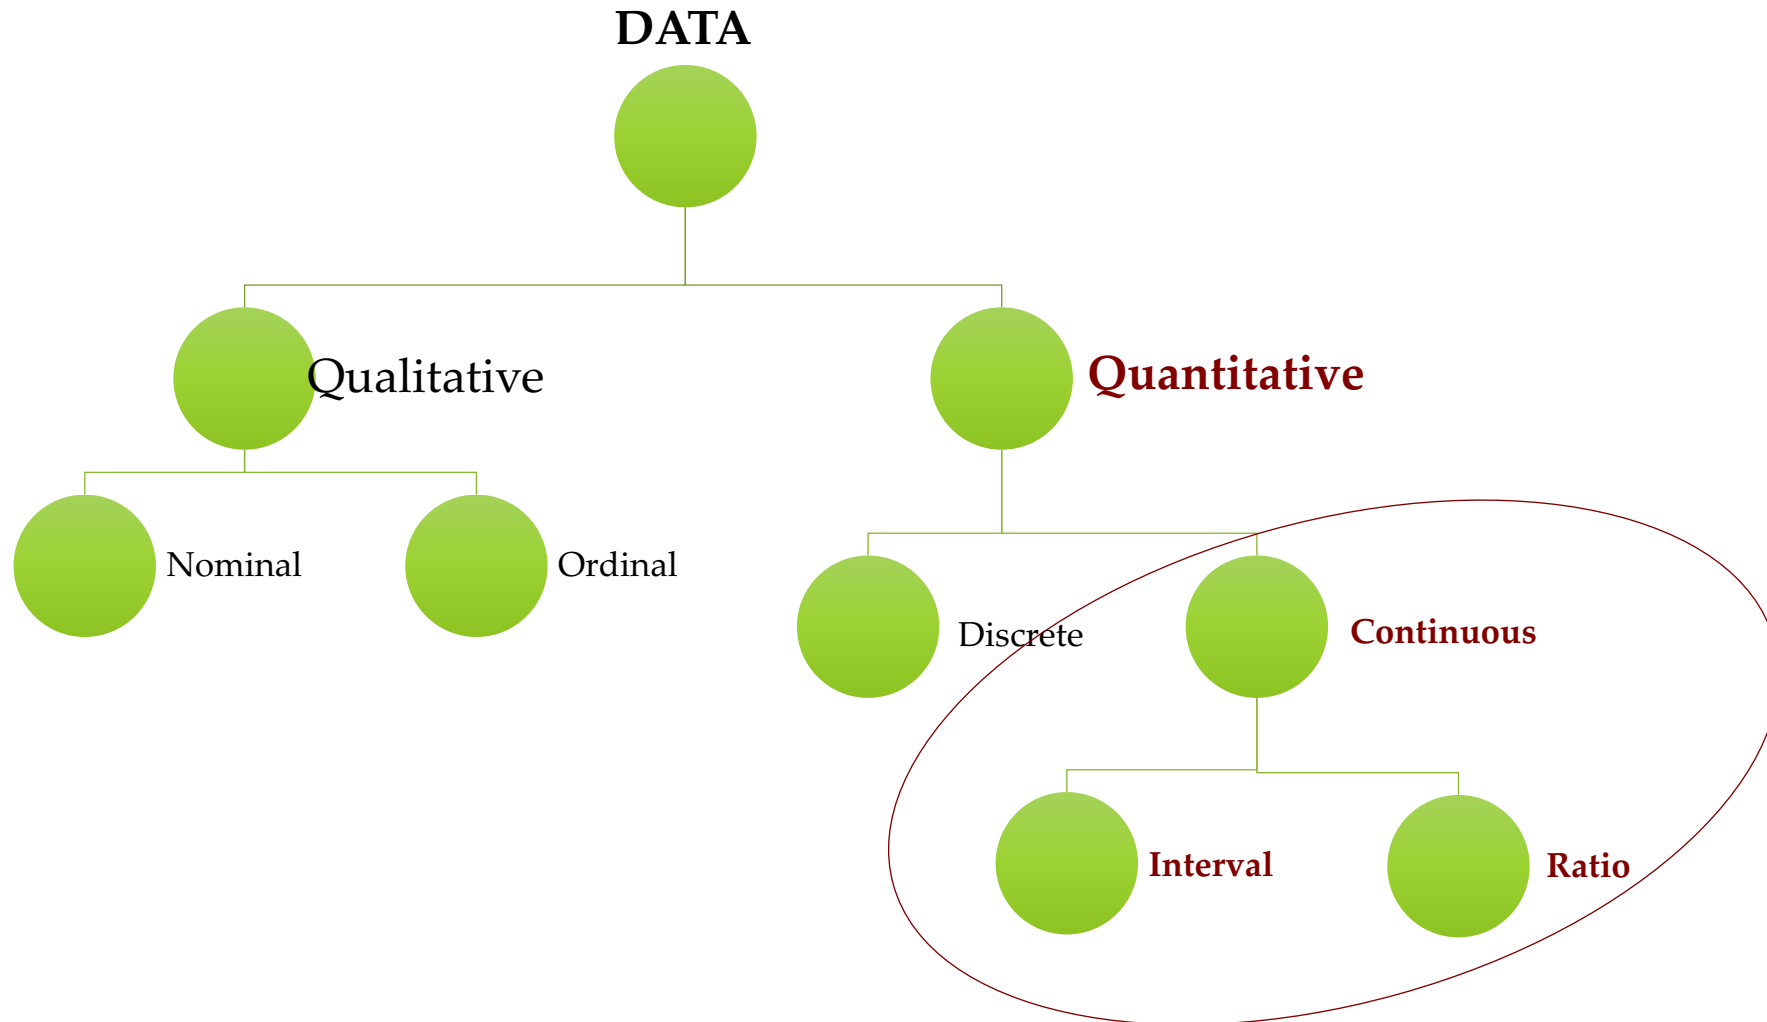 DATA
Qualitative
Quantitative
Nominal
Ordinal
Discrete
Continuous
Interval
Ratio